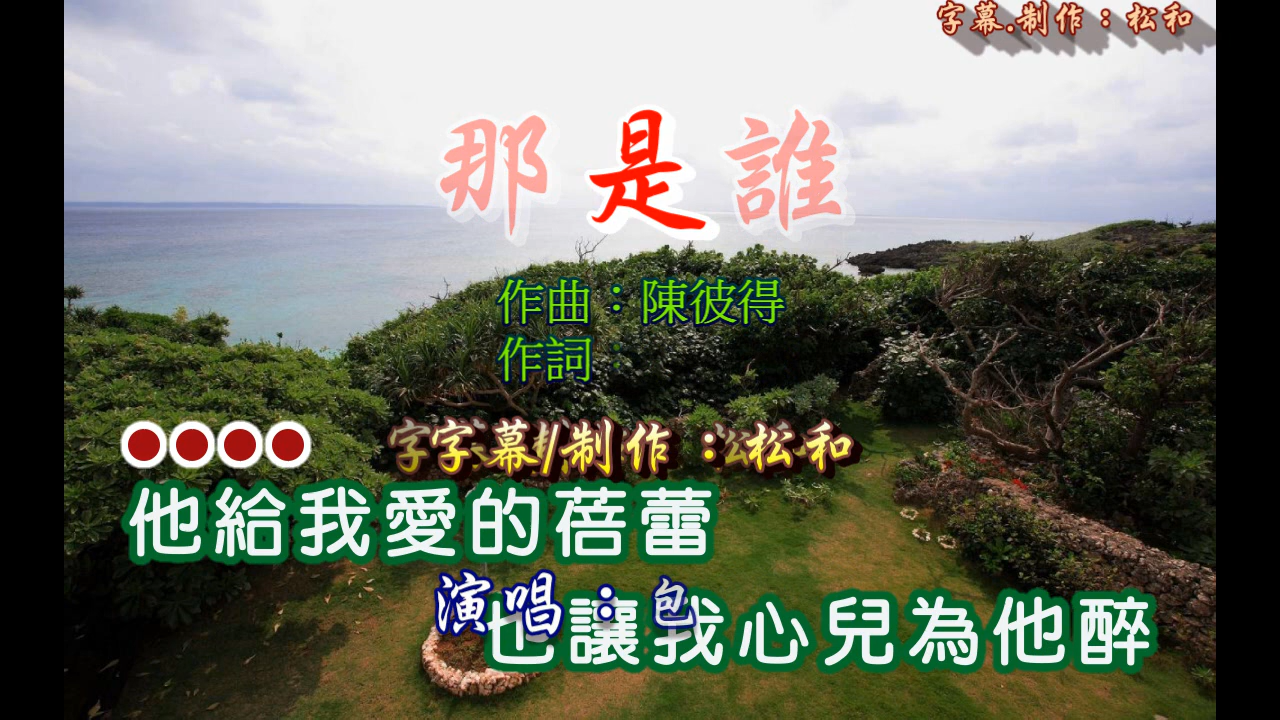 字幕.制作：松和
那是誰
作曲：陳彼得
作詞：
字幕/制作：松和
他給我愛的蓓蕾
演唱：包
也讓我心兒為他醉